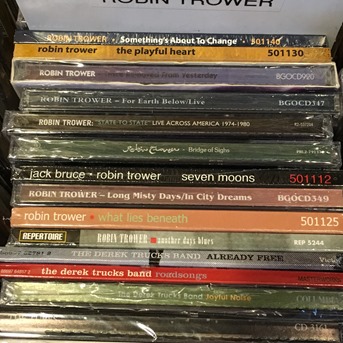 ROBIN TROWER
Something's About To Change 501140
robin trower the playful heart 501130
ROBIN TROWER from Yesterday BGOCD920
ROBIN TROWER – For Earth Below/Live BGOCD347
ROBIN TROWER: "STATE TO STATE" LIVE ACROSS AMERICA 1974-1980
Robin Trower - Bridge of Sighs
jack bruce • robin trower seven moons 501112
ROBIN TROWER – Long Misty Days/In City Dreams BGOCD349
robin trower • what lies beneath 501125
REPERTOIRE ROBIN TROWER another days blues REP 5244
THE DEREK TRUCKS BAND ALREADY FREE
the derek trucks band roadsongs
The Derek Trucks Band Joyful Noise COLUMBIA